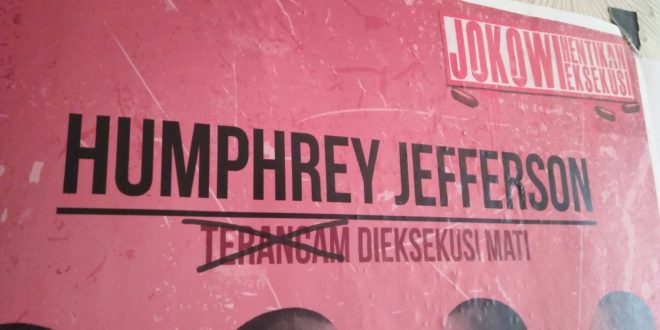 JOKOWI HENTIKAN EKSEKUSI
HUMPHREY JEFFERSON
TERANCAM DIEKSEKUSI MATI